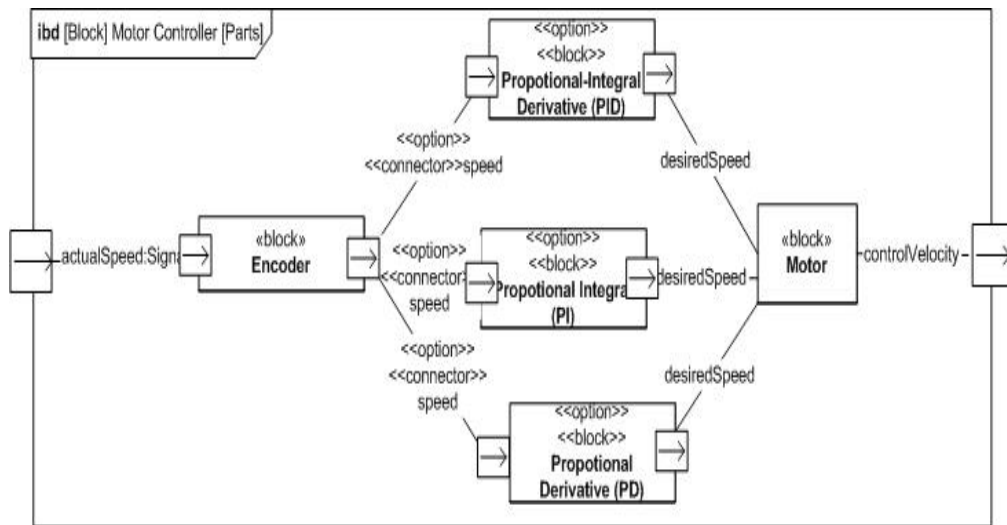 ibd [Block] Motor Controller [Parts]
<<option>>
<<block>>
Propotional-Integral
Derivative (PID)
<<option>>
<<connector>>speed
desiredSpeed
actualSpeed:Signa
«block»
Encoder
<<option>>
<<connector>
speed
<<option>>
<<block>>
Propotional Integra
(PI)
desiredSpeed
«block»
Motor
controlVelocity
<<option>>
<<connector>>
speed
desiredSpeed
<<option>>
<<block>>
Propotional
Derivative (PD)